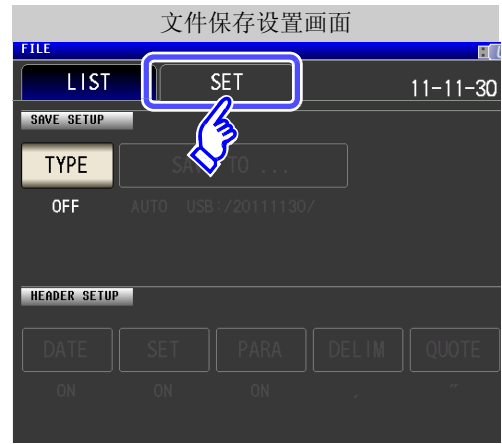 文件保存设置画面
FILE
LIST SET 11-11-30
SAVE SETUP
TYPE TO ...
OFF AUTO USB:/20111130/
HEADER SETUP
DATE SET PARA DELIM QUOTE
ON ON ON , ”